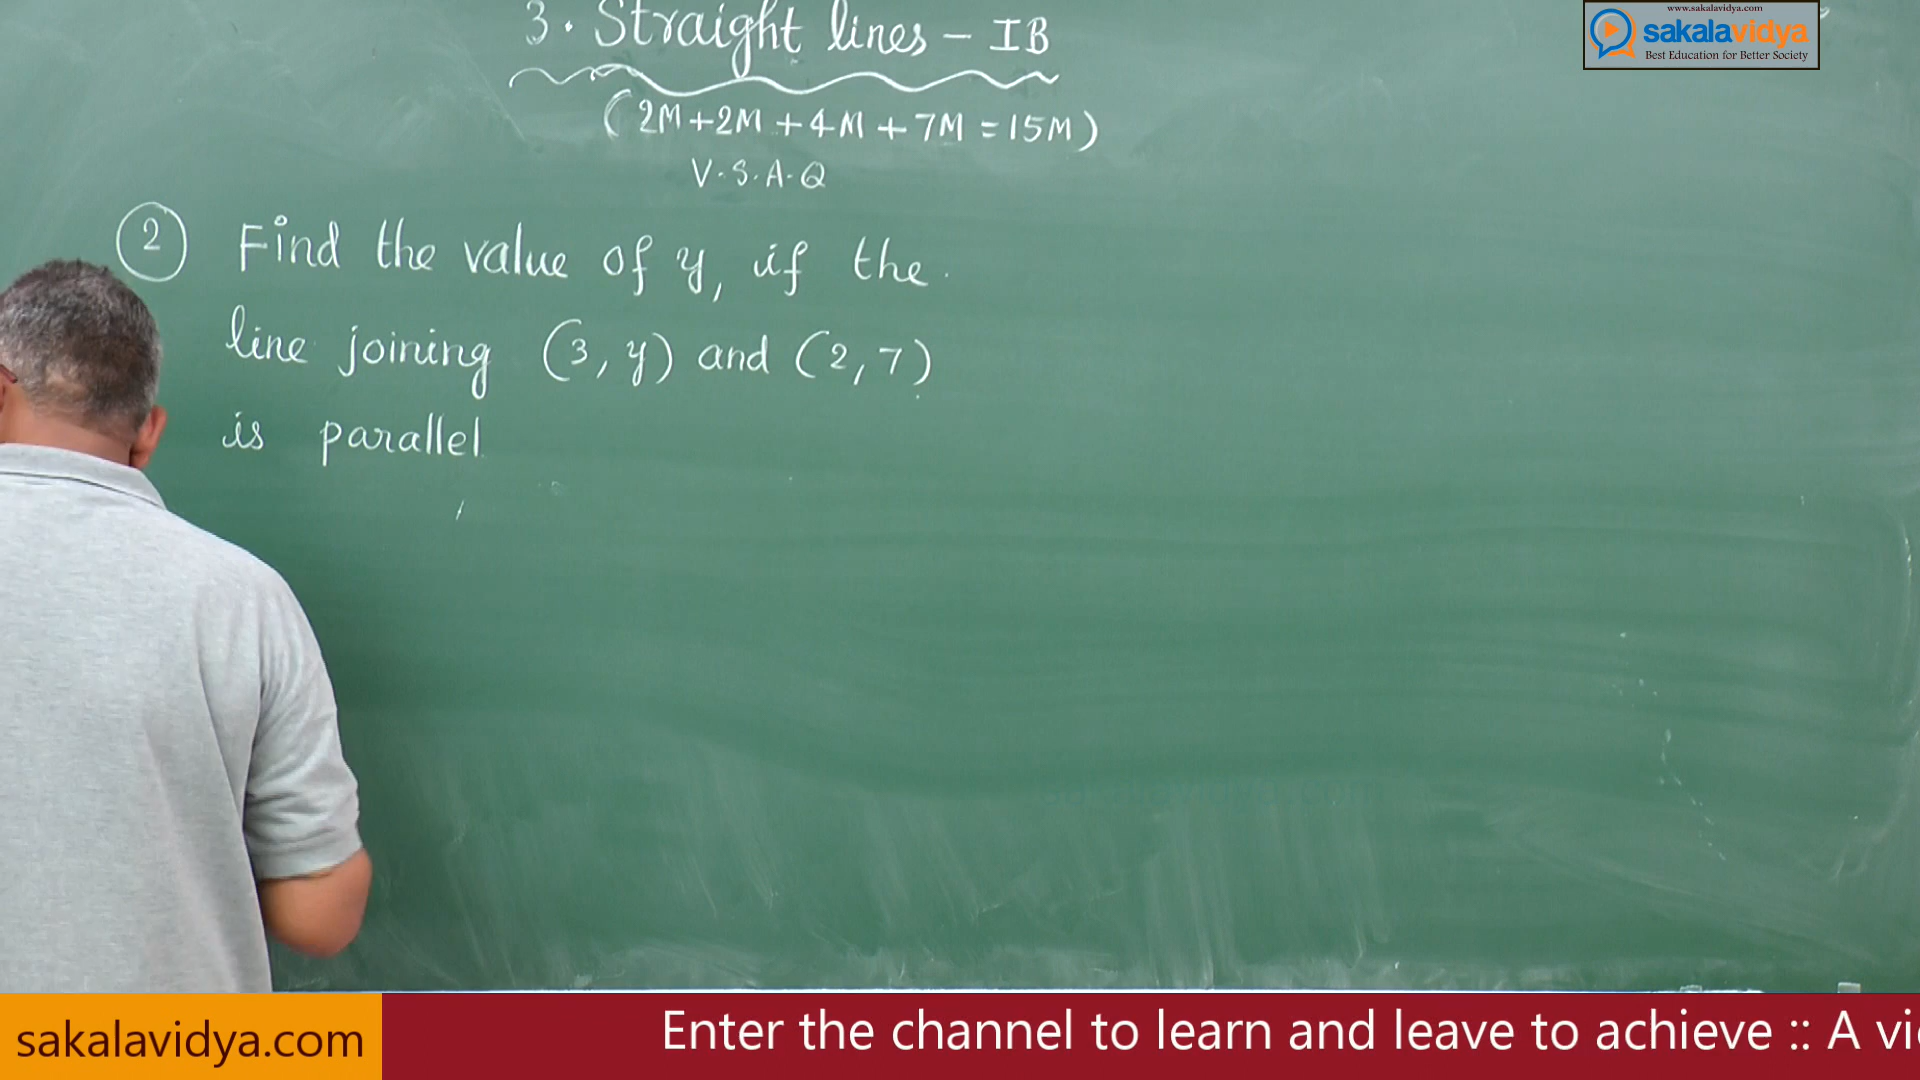 3. Straight lines - IB
(2M+2M+4M+7M=15M)
V.S.A.Q
2 Find the value of y, if the
line joining (3, y) and (2, 7)
is parallel
www.sakalavidya.com
sakalavidya
Best Education for Better Society
sakalavidya.com
Enter the channel to learn and leave to achieve :: A